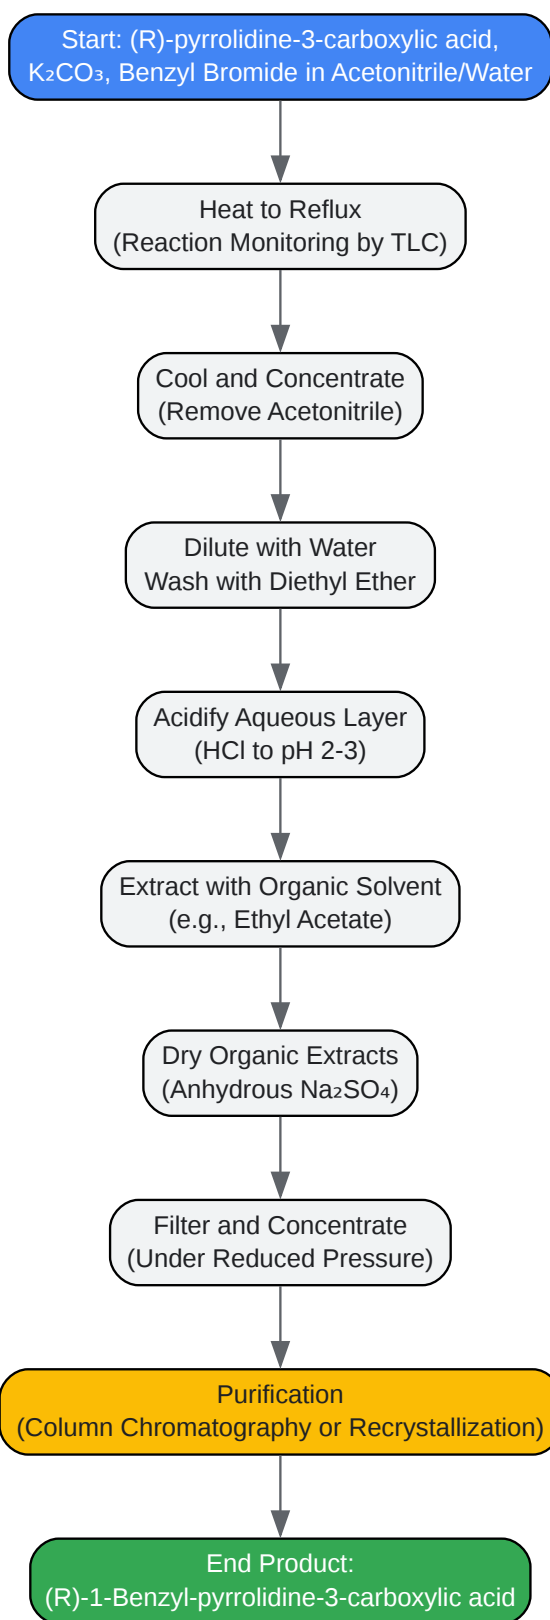 Start: (R)-pyrrolidine-3-carboxylic acid,
K₂CO₃, Benzyl Bromide in Acetonitrile/Water
Heat to Reflux
(Reaction Monitoring by TLC)
Cool and Concentrate
(Remove Acetonitrile)
Dilute with Water
Wash with Diethyl Ether
Acidify Aqueous Layer
(HCl to pH 2-3)
Extract with Organic Solvent
(e.g., Ethyl Acetate)
Dry Organic Extracts
(Anhydrous Na₂SO₄)
Filter and Concentrate
(Under Reduced Pressure)
Purification
(Column Chromatography or Recrystallization)
End Product:
(R)-1-Benzyl-pyrrolidine-3-carboxylic acid